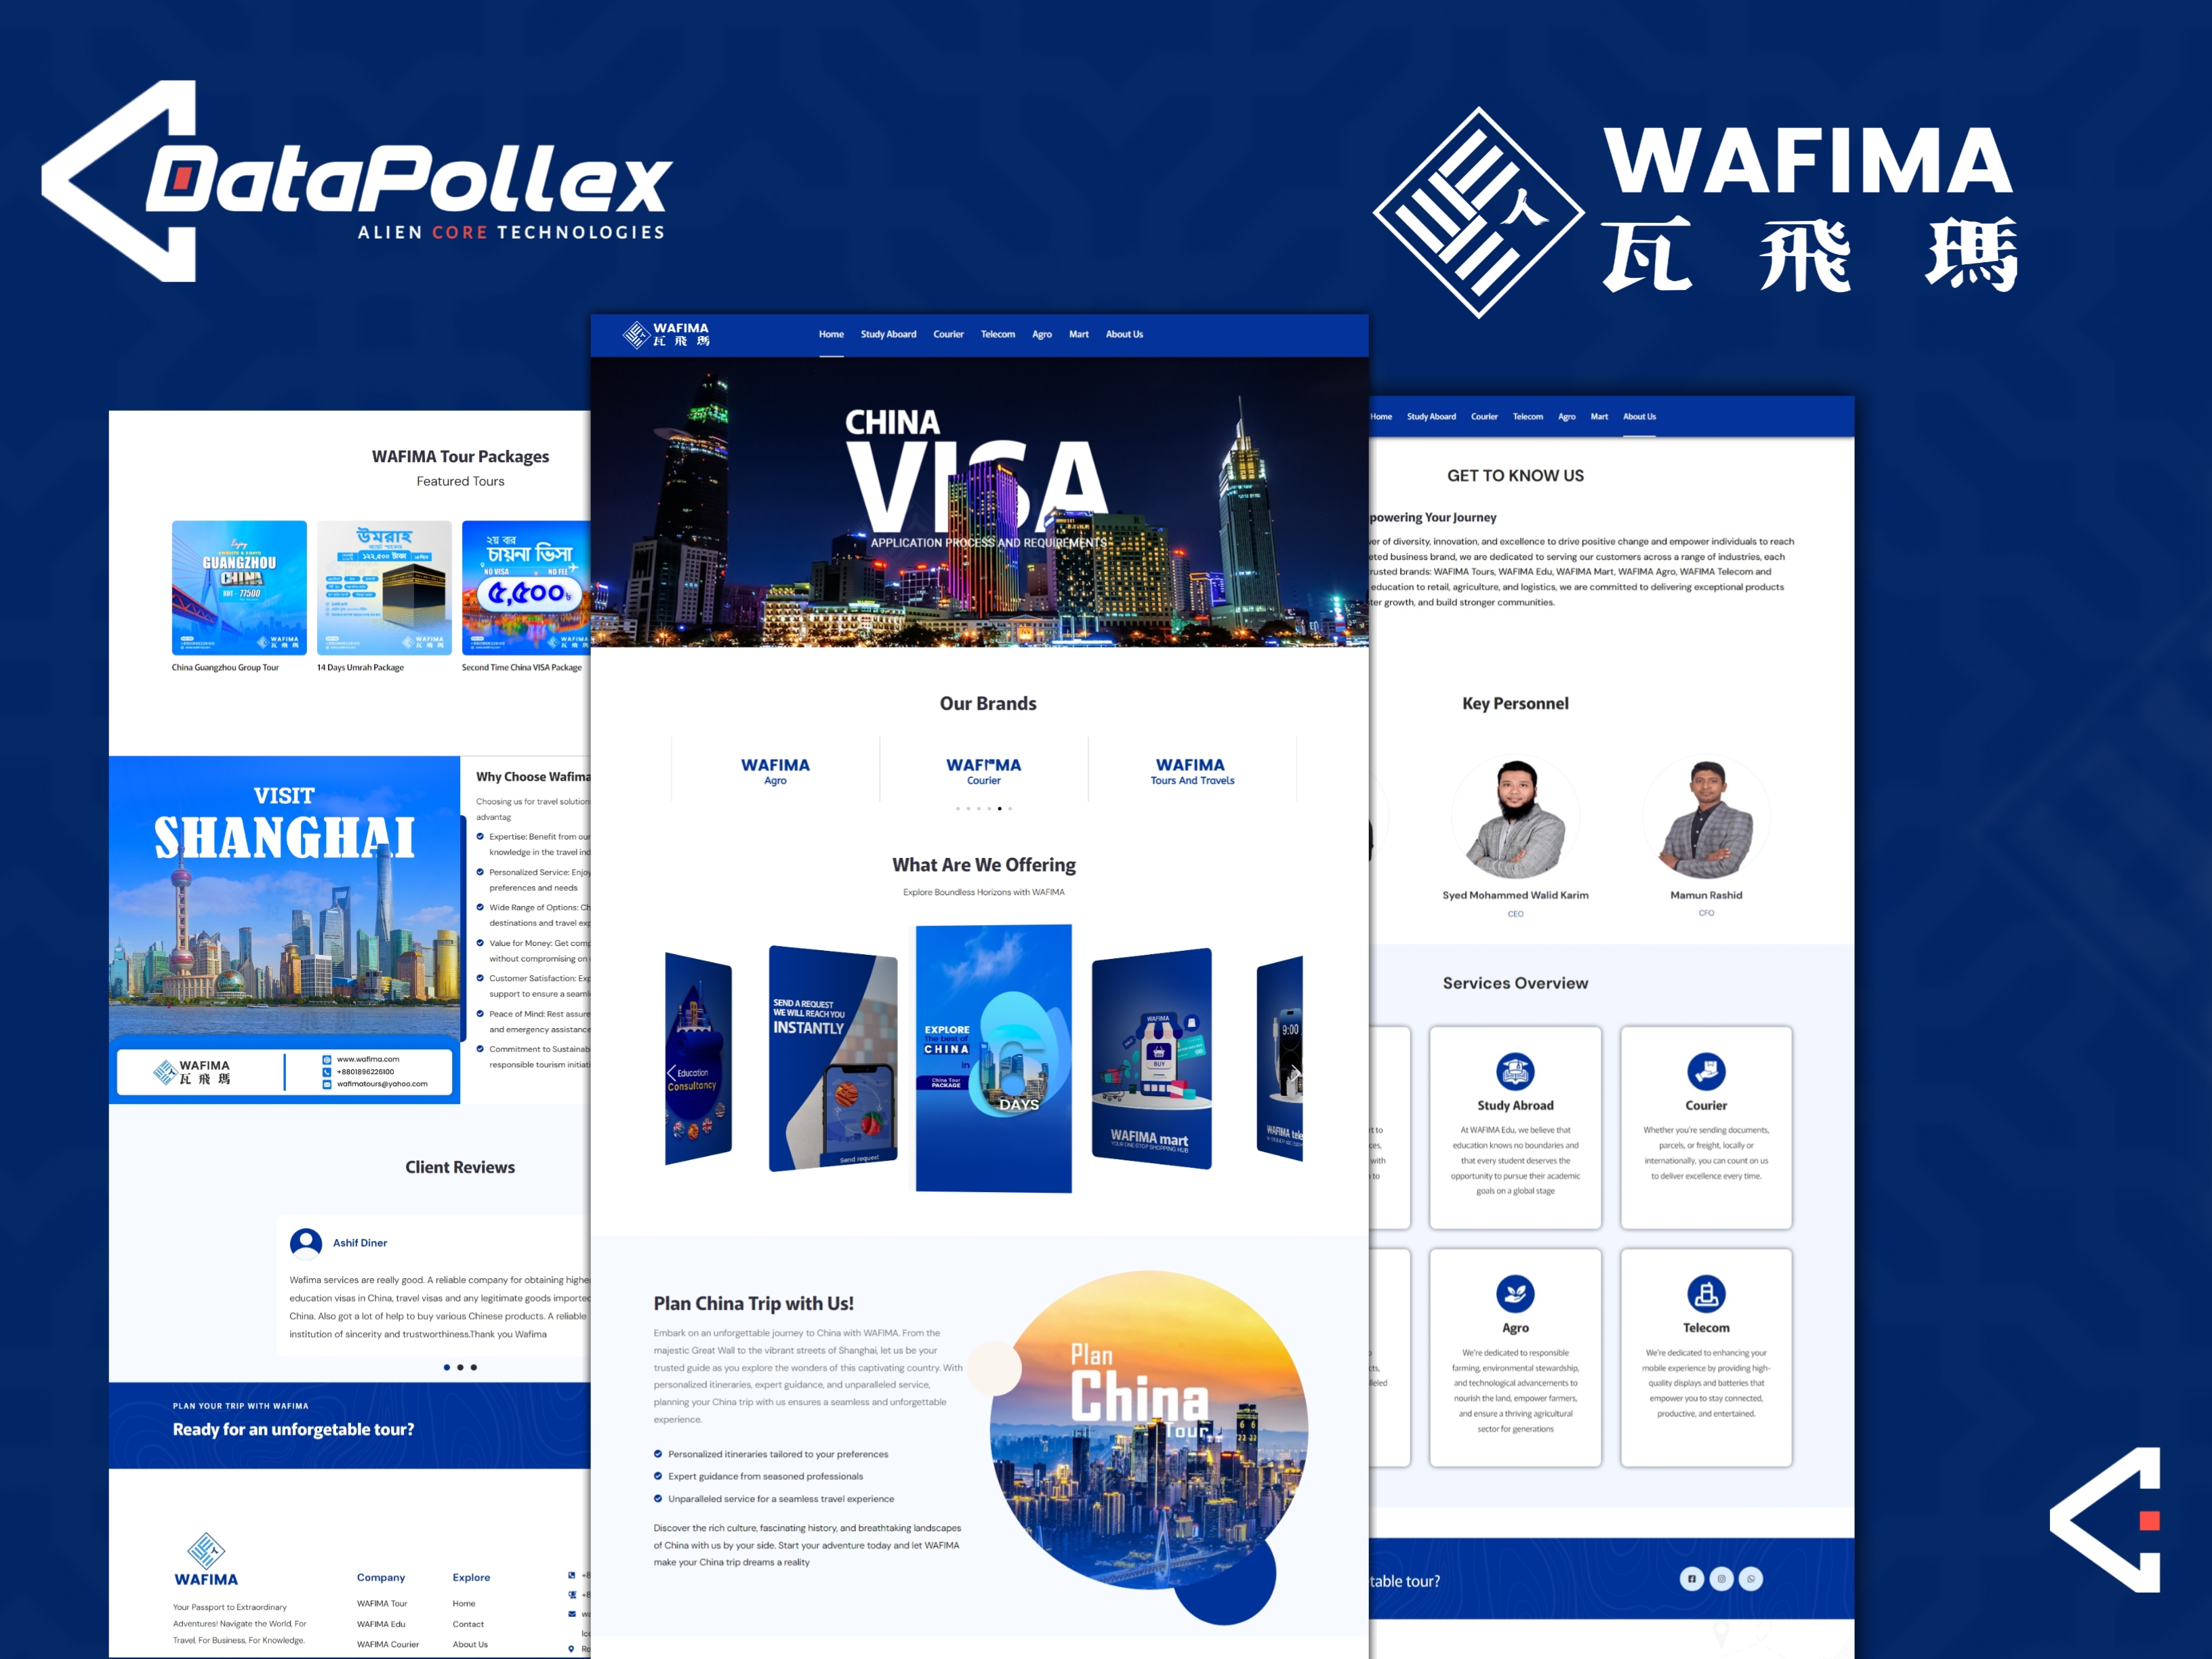 DataPollex
ALIEN CORE TECHNOLOGIES
WAFIMA
瓦飛瑪
WAFIMA Tour Packages
Featured Tours
Enjoy
GUANGZHOU
CHINA
BDT - 77500
WAFIMA
উমরাহ
১২২,৫০০ টাকা
WAFIMA
২য় বার
চায়না ভিসা
NO VISA NO FEE
৫,৫০০৳
WAFIMA
China Guangzhou Group Tour
14 Days Umrah Package
Second Time China VISA Package
VISIT
SHANGHAI
WAFIMA
瓦飛瑪
www.wafima.com
+8801896226100
wafimatours@yahoo.com
Why Choose Wafima
Choosing us for travel solution
advantag
Expertise: Benefit from our
knowledge in the travel ind
Personalized Service: Enjoy
preferences and needs
Wide Range of Options: Ch
destinations and travel exp
Value for Money: Get comp
without compromising on
Customer Satisfaction: Exp
support to ensure a seaml
Peace of Mind: Rest assure
and emergency assistance
Commitment to Sustainab
responsible tourism initiati
Client Reviews
Ashif Diner
Wafima services are really good. A reliable company for obtaining highe
education visas in China, travel visas and any legitimate goods imported
China. Also got a lot of help to buy various Chinese products. A reliable
institution of sincerity and trustworthiness.Thank you Wafima
PLAN YOUR TRIP WITH WAFIMA
Ready for an unforgetable tour?
WAFIMA
Your Passport to Extraordinary
Adventures! Navigate the World, For
Travel, For Business, For Knowledge.
Company
WAFIMA Tour
WAFIMA Edu
WAFIMA Courier
Explore
Home
Contact
About Us
WAFIMA
瓦飛瑪
Home Study Aboard Courier Telecom Agro Mart About Us
CHINA
VISA
APPLICATION PROCESS AND REQUIREMENTS
Our Brands
WAFIMA
Agro
WAFIMA
Courier
WAFIMA
Tours And Travels
What Are We Offering
Explore Boundless Horizons with WAFIMA
Education
Consultancy
SEND A REQUEST
WE WILL REACH YOU
INSTANTLY
Send request
EXPLORE
The best of
CHINA
in
China Tour
PACKAGE
6
DAYS
WAFIMA
BUY
WAFIMA mart
YOUR ONE STOP SHOPPING HUB
9:00
WAFIMA tele
Plan China Trip with Us!
Embark on an unforgettable journey to China with WAFIMA. From the
majestic Great Wall to the vibrant streets of Shanghai, let us be your
trusted guide as you explore the wonders of this captivating country. With
personalized itineraries, expert guidance, and unparalleled service,
planning your China trip with us ensures a seamless and unforgettable
experience.
Personalized itineraries tailored to your preferences
Expert guidance from seasoned professionals
Unparalleled service for a seamless travel experience
Discover the rich culture, fascinating history, and breathtaking landscapes
of China with us by your side. Start your adventure today and let WAFIMA
make your China trip dreams a reality
Plan
China
Tour
Home Study Aboard Courier Telecom Agro Mart About Us
GET TO KNOW US
powering Your Journey
er of diversity, innovation, and excellence to drive positive change and empower individuals to reach
eted business brand, we are dedicated to serving our customers across a range of industries, each
rusted brands: WAFIMA Tours, WAFIMA Edu, WAFIMA Mart, WAFIMA Agro, WAFIMA Telecom and
education to retail, agriculture, and logistics, we are committed to delivering exceptional products
ter growth, and build stronger communities.
Key Personnel
Syed Mohammed Walid Karim
CEO
Mamun Rashid
CFO
Services Overview
Study Abroad
At WAFIMA Edu, we believe that
education knows no boundaries and
that every student deserves the
opportunity to pursue their academic
goals on a global stage
Courier
Whether you're sending documents,
parcels, or freight, locally or
internationally, you can count on us
to deliver excellence every time.
Agro
We're dedicated to responsible
farming, environmental stewardship,
and technological advancements to
nourish the land, empower farmers,
and ensure a thriving agricultural
sector for generations
Telecom
We're dedicated to enhancing your
mobile experience by providing high-
quality displays and batteries that
empower you to stay connected,
productive, and entertained.
table tour?